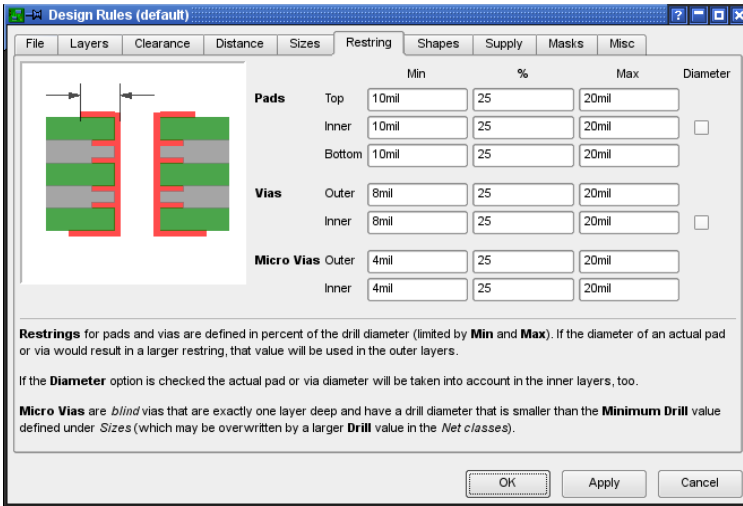 Design Rules (default)
File Layers Clearance Distance Sizes Restring Shapes Supply Masks Misc
Min % Max Diameter
Pads Top 10mil 25 20mil
Inner 10mil 25 20mil
Bottom 10mil 25 20mil
Vias Outer 8mil 25 20mil
Inner 8mil 25 20mil
Micro Vias Outer 4mil 25 20mil
Inner 4mil 25 20mil
Restrings for pads and vias are defined in percent of the drill diameter (limited by Min and Max). If the diameter of an actual pad
or via would result in a larger restring, that value will be used in the outer layers.
If the Diameter option is checked the actual pad or via diameter will be taken into account in the inner layers, too.
Micro Vias are blind vias that are exactly one layer deep and have a drill diameter that is smaller than the Minimum Drill value
defined under Sizes (which may be overwritten by a larger Drill value in the Net classes).
OK Apply Cancel